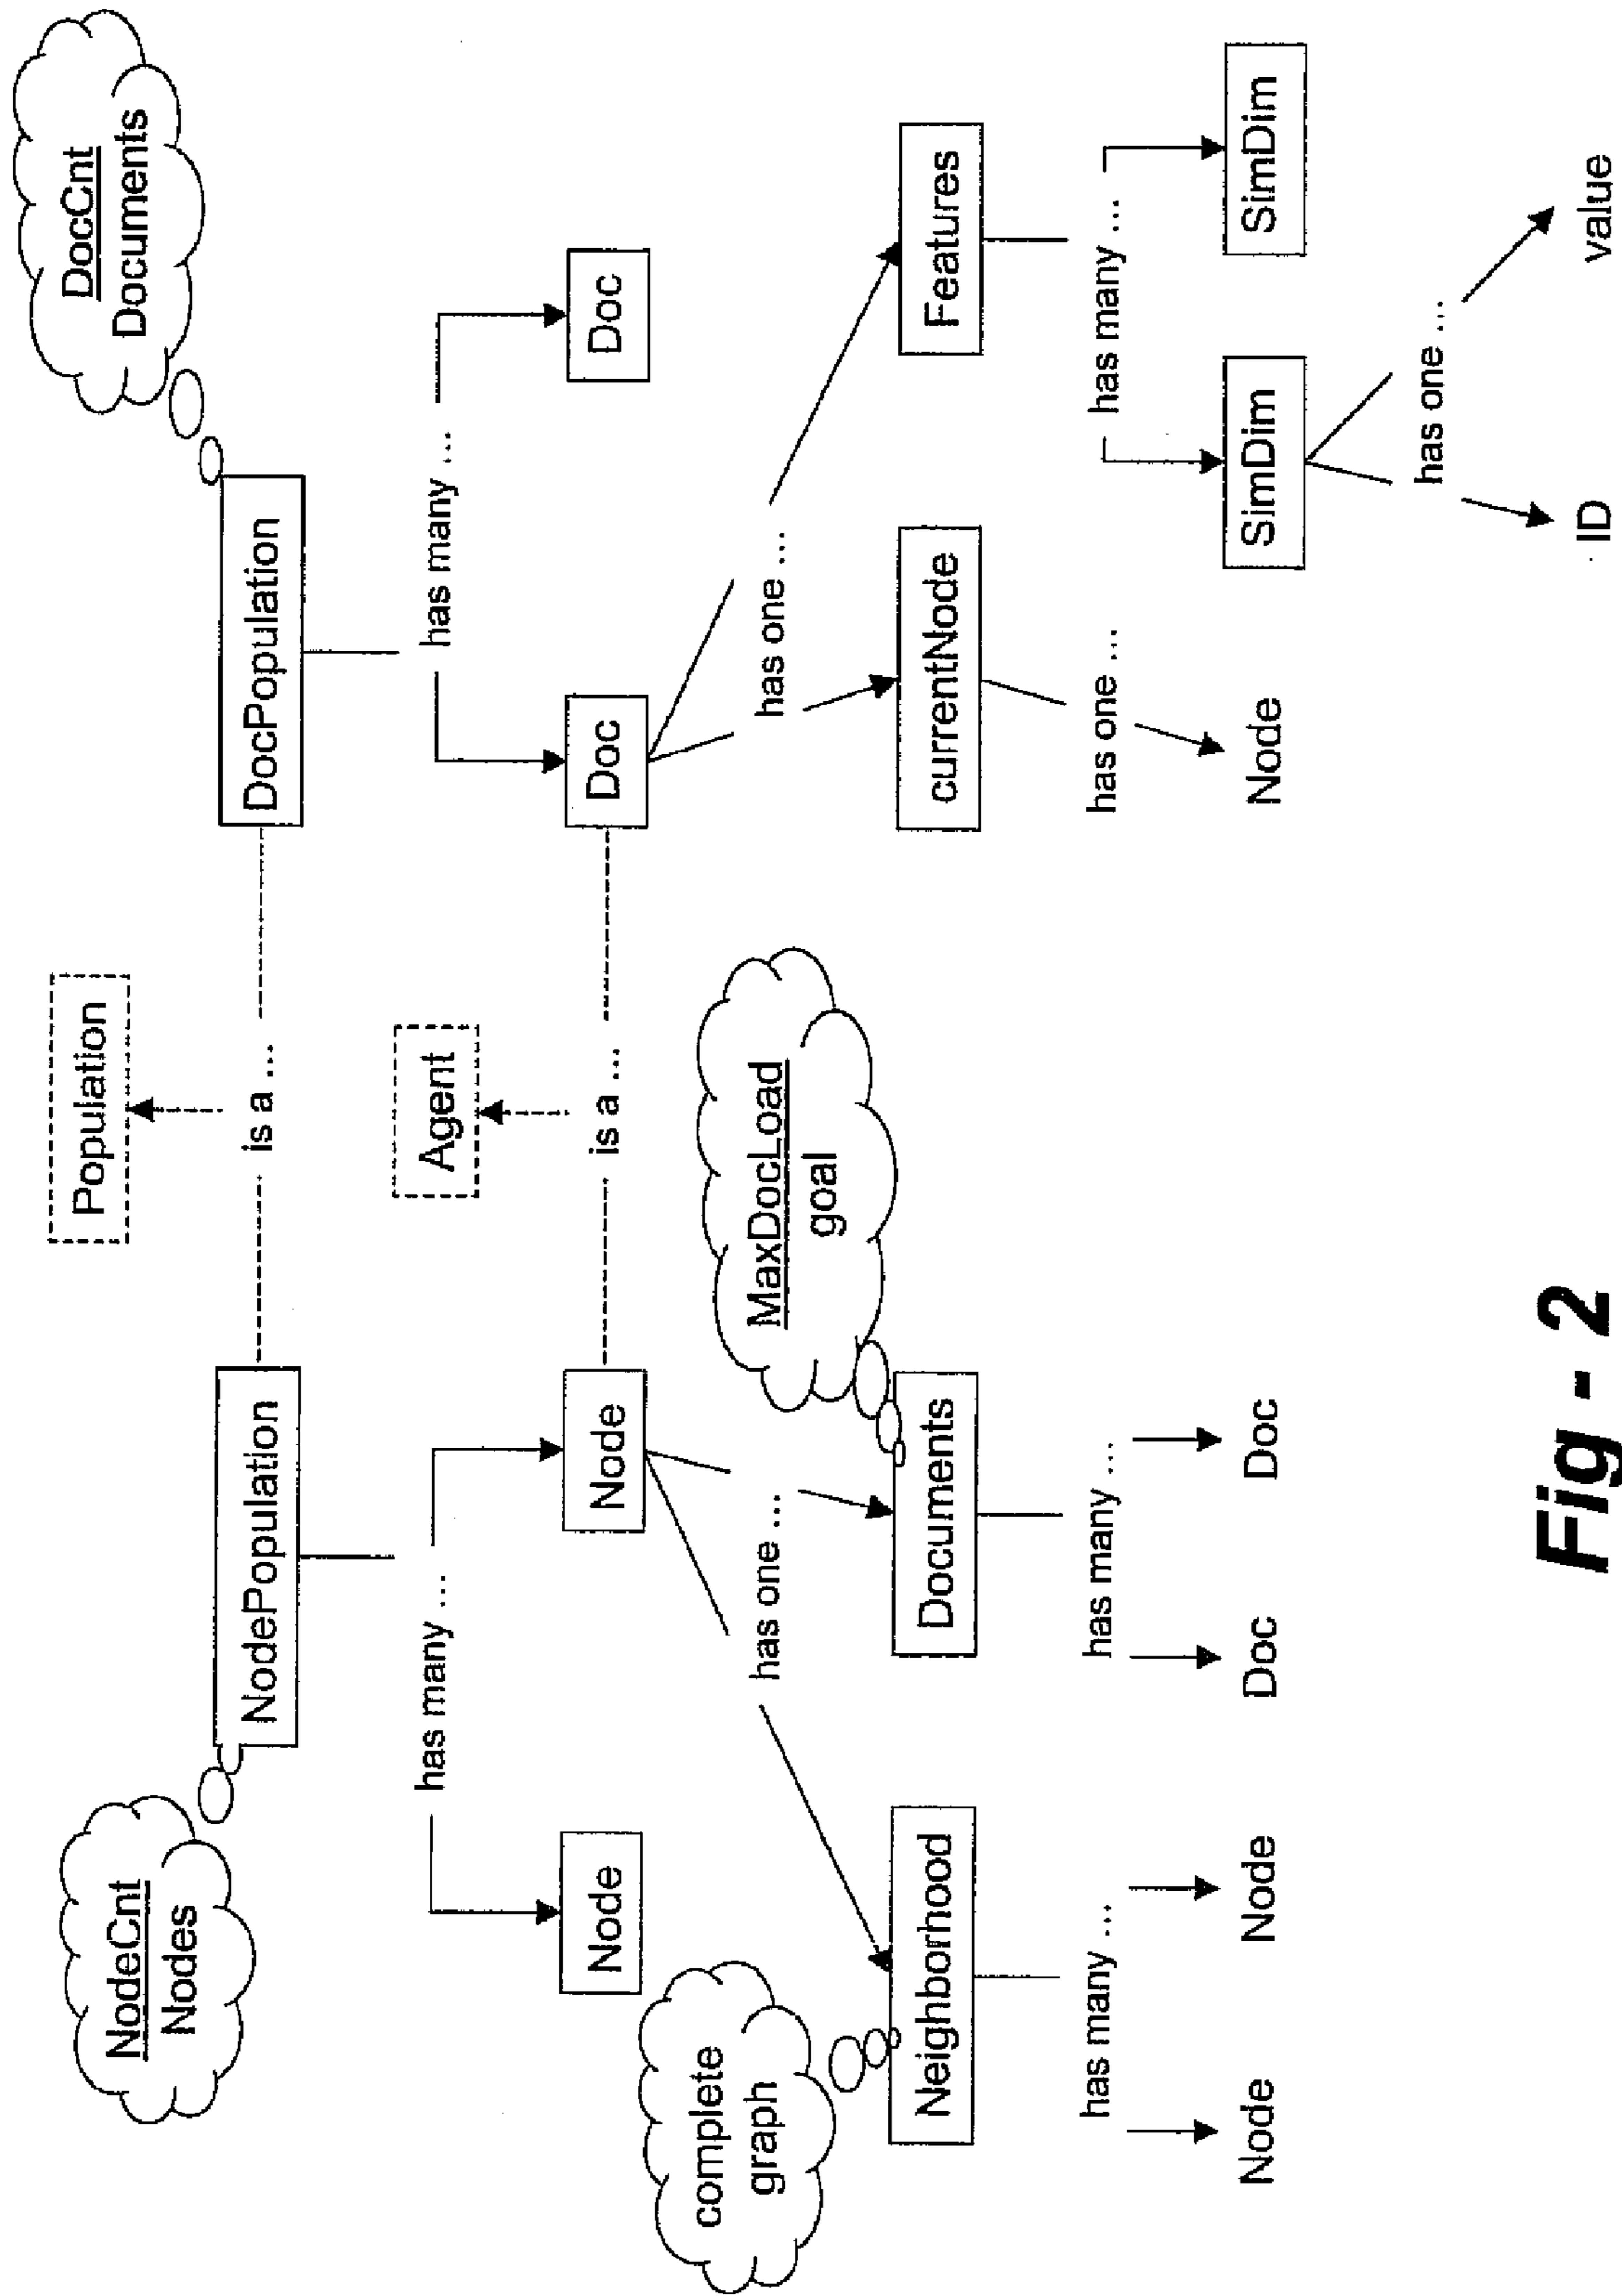 NodeCnt
Nodes
DocCnt
Documents
Population
NodePopulation
is a ...
DocPopulation
has many ...
has many ...
Agent
Node
Node
is a ...
Doc
Doc
complete
graph
MaxDocLoad
goal
has one ...
has one ...
Neighborhood
Documents
currentNode
Features
has many ...
has many ...
has one ...
has many ...
Node
Node
Doc
Doc
Node
SimDim
SimDim
has one ...
ID
value
Fig - 2